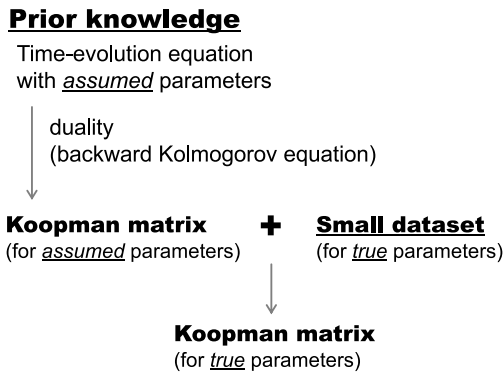 Prior knowledge
Time-evolution equation
with assumed parameters
duality
(backward Kolmogorov equation)
Koopman matrix + Small dataset
(for assumed parameters) (for true parameters)
Koopman matrix
(for true parameters)